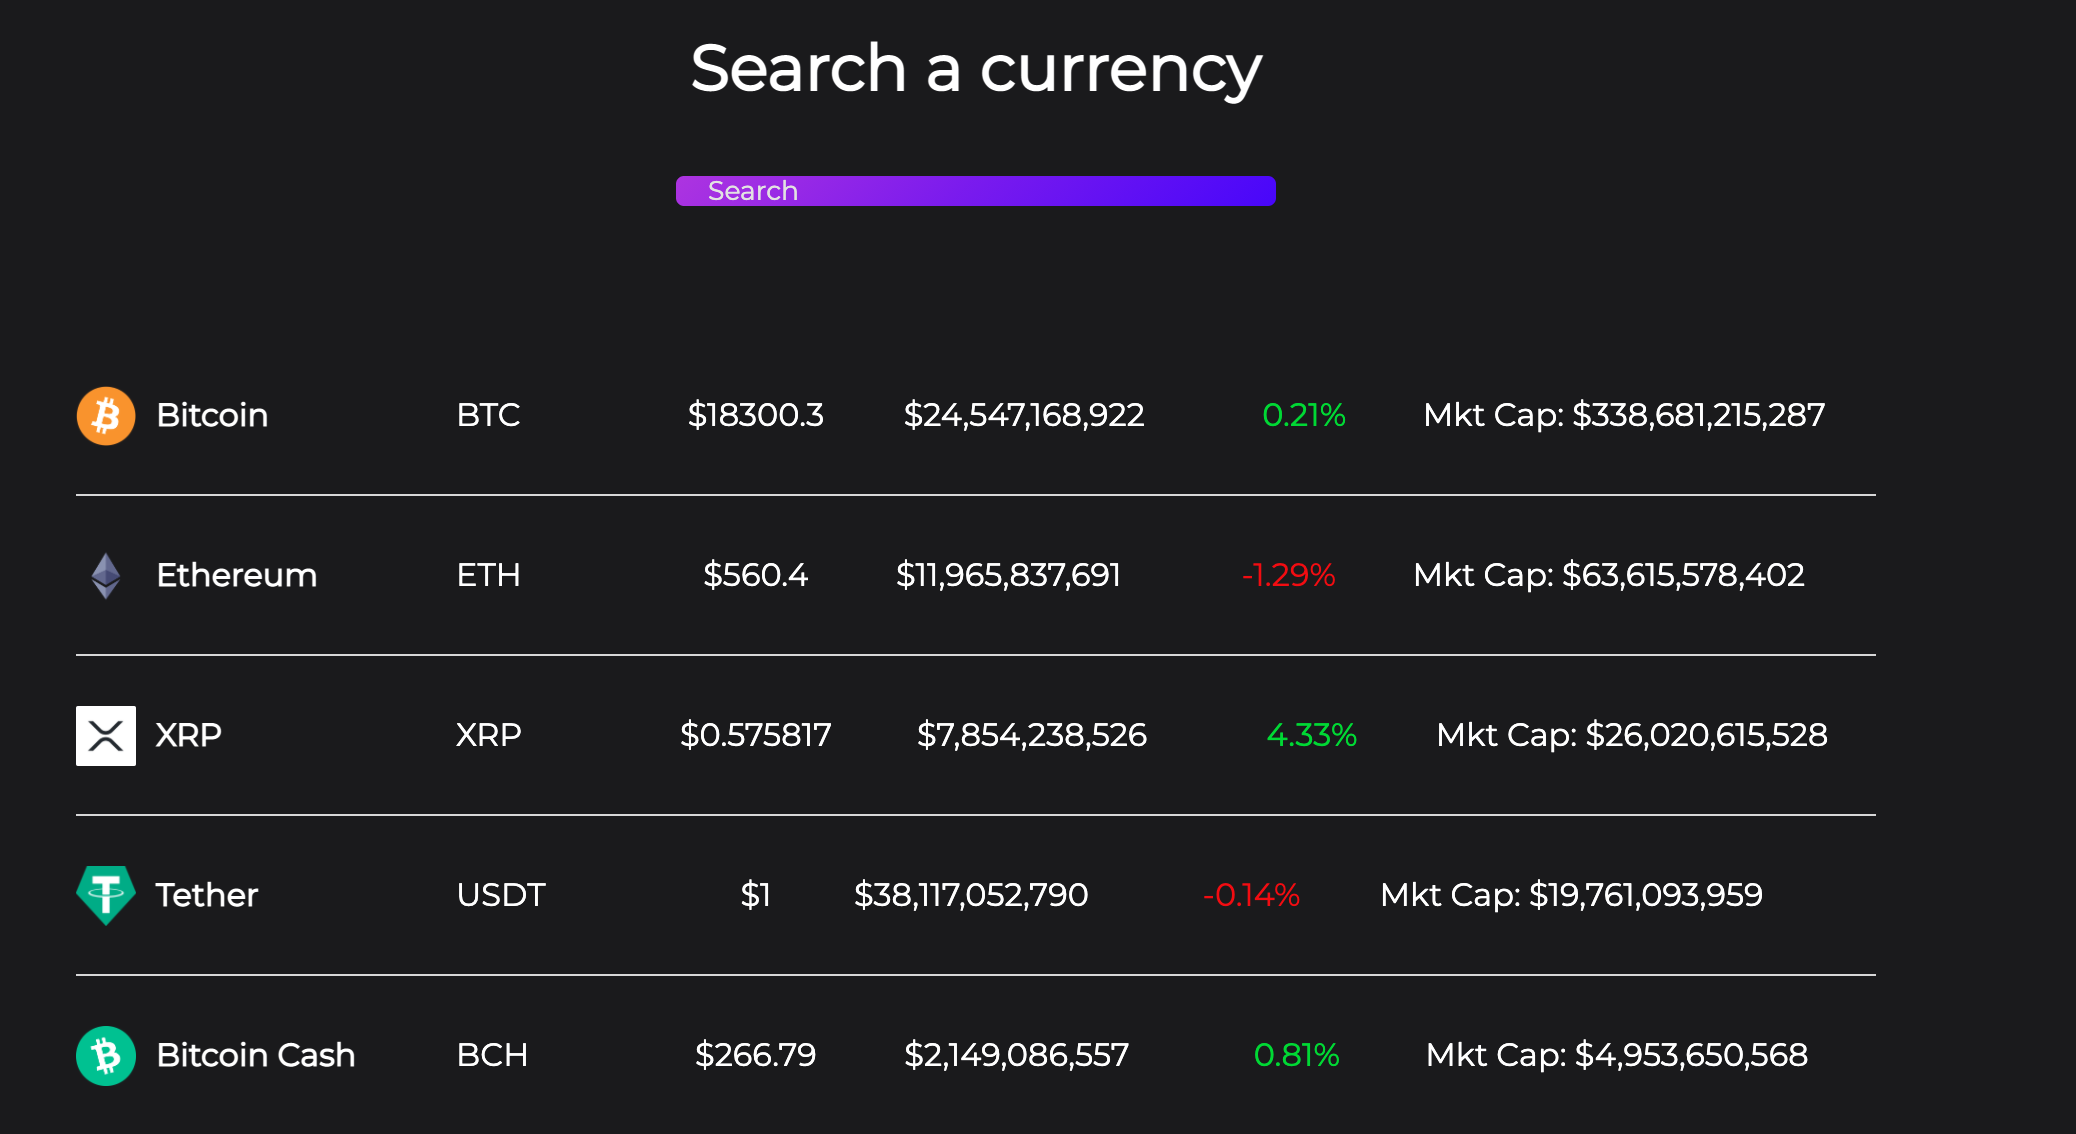 Search a currency
Search
Bitcoin BTC $18300.3 $24,547,168,922 0.21% Mkt Cap: $338,681,215,287
Ethereum ETH $560.4 $11,965,837,691 -1.29% Mkt Cap: $63,615,578,402
XRP XRP $0.575817 $7,854,238,526 4.33% Mkt Cap: $26,020,615,528
Tether USDT $1 $38,117,052,790 -0.14% Mkt Cap: $19,761,093,959
Bitcoin Cash BCH $266.79 $2,149,086,557 0.81% Mkt Cap: $4,953,650,568